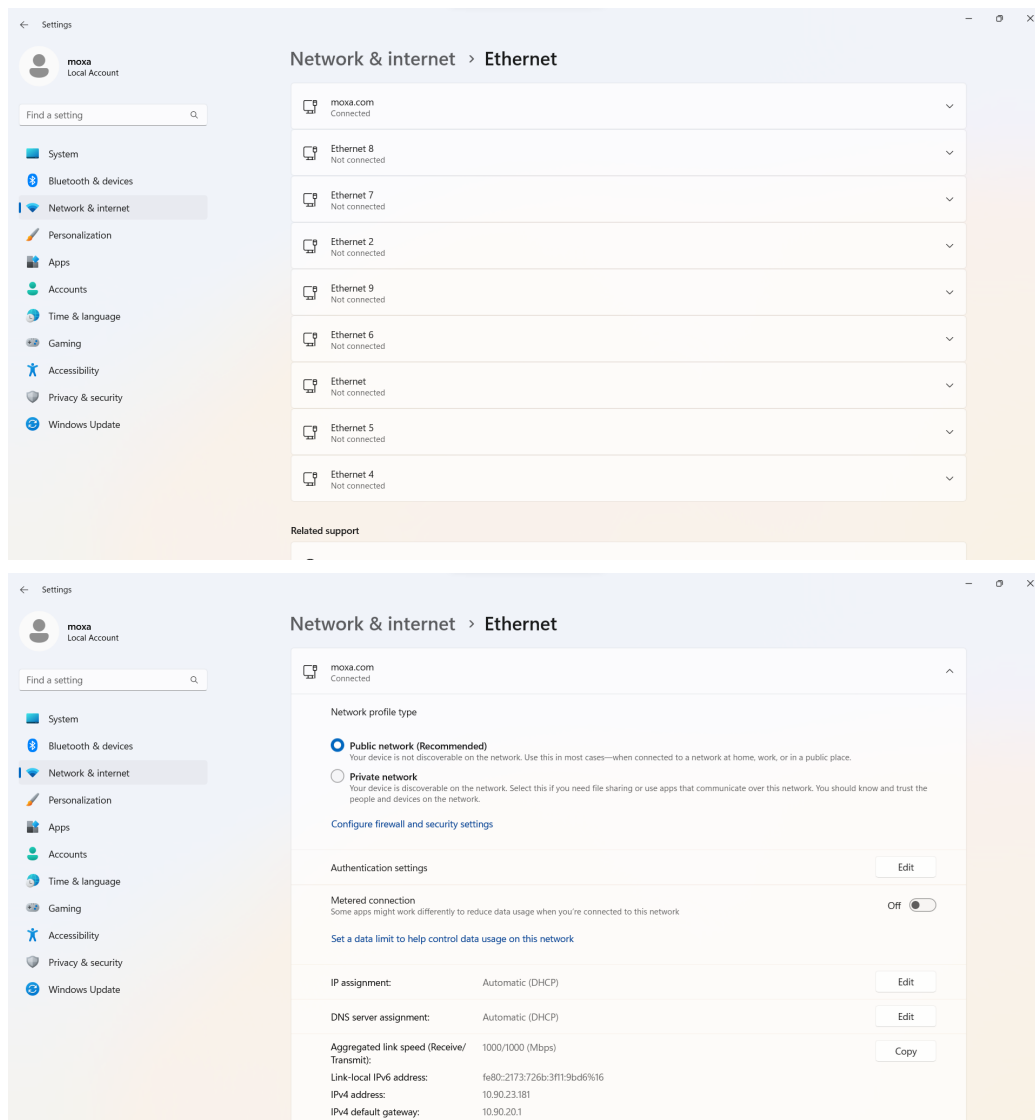 Settings
moxa
Local Account
Find a setting
System
Bluetooth & devices
Network & internet
Personalization
Apps
Accounts
Time & language
Gaming
Accessibility
Privacy & security
Windows Update
Network & internet > Ethernet
moxa.com
Connected
Ethernet 8
Not connected
Ethernet 7
Not connected
Ethernet 2
Not connected
Ethernet 9
Not connected
Ethernet 6
Not connected
Ethernet
Not connected
Ethernet 5
Not connected
Ethernet 4
Not connected
Related support
Settings
moxa
Local Account
Find a setting
System
Bluetooth & devices
Network & internet
Personalization
Apps
Accounts
Time & language
Gaming
Accessibility
Privacy & security
Windows Update
Network & internet > Ethernet
moxa.com
Connected
Network profile type
Public network (Recommended)
Your device is not discoverable on the network. Use this in most cases—when connected to a network at home, work, or in a public place.
Private network
Your device is discoverable on the network. Select this if you need file sharing or use apps that communicate over this network. You should know and trust the
people and devices on the network.
Configure firewall and security settings
Authentication settings Edit
Metered connection
Some apps might work differently to reduce data usage when you're connected to this network
Off
Set a data limit to help control data usage on this network
IP assignment: Automatic (DHCP) Edit
DNS server assignment: Automatic (DHCP) Edit
Aggregated link speed (Receive/ 1000/1000 (Mbps) Copy
Transmit):
Link-local IPv6 address: fe80::2173:726b:3f11:9bd6%16
IPv4 address: 10.90.23.181
IPv4 default gateway: 10.90.20.1